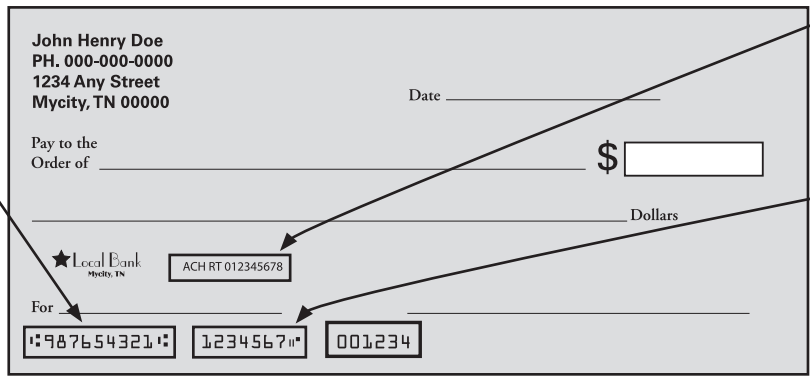 John Henry Doe
PH. 000-000-0000
1234 Any Street
Mycity, TN 00000
Date
Pay to the
Order of
$
Dollars
Local Bank
Mycity, TN
ACH RT 012345678
For
⑆987654321⑆ 1234567⑈ 001234